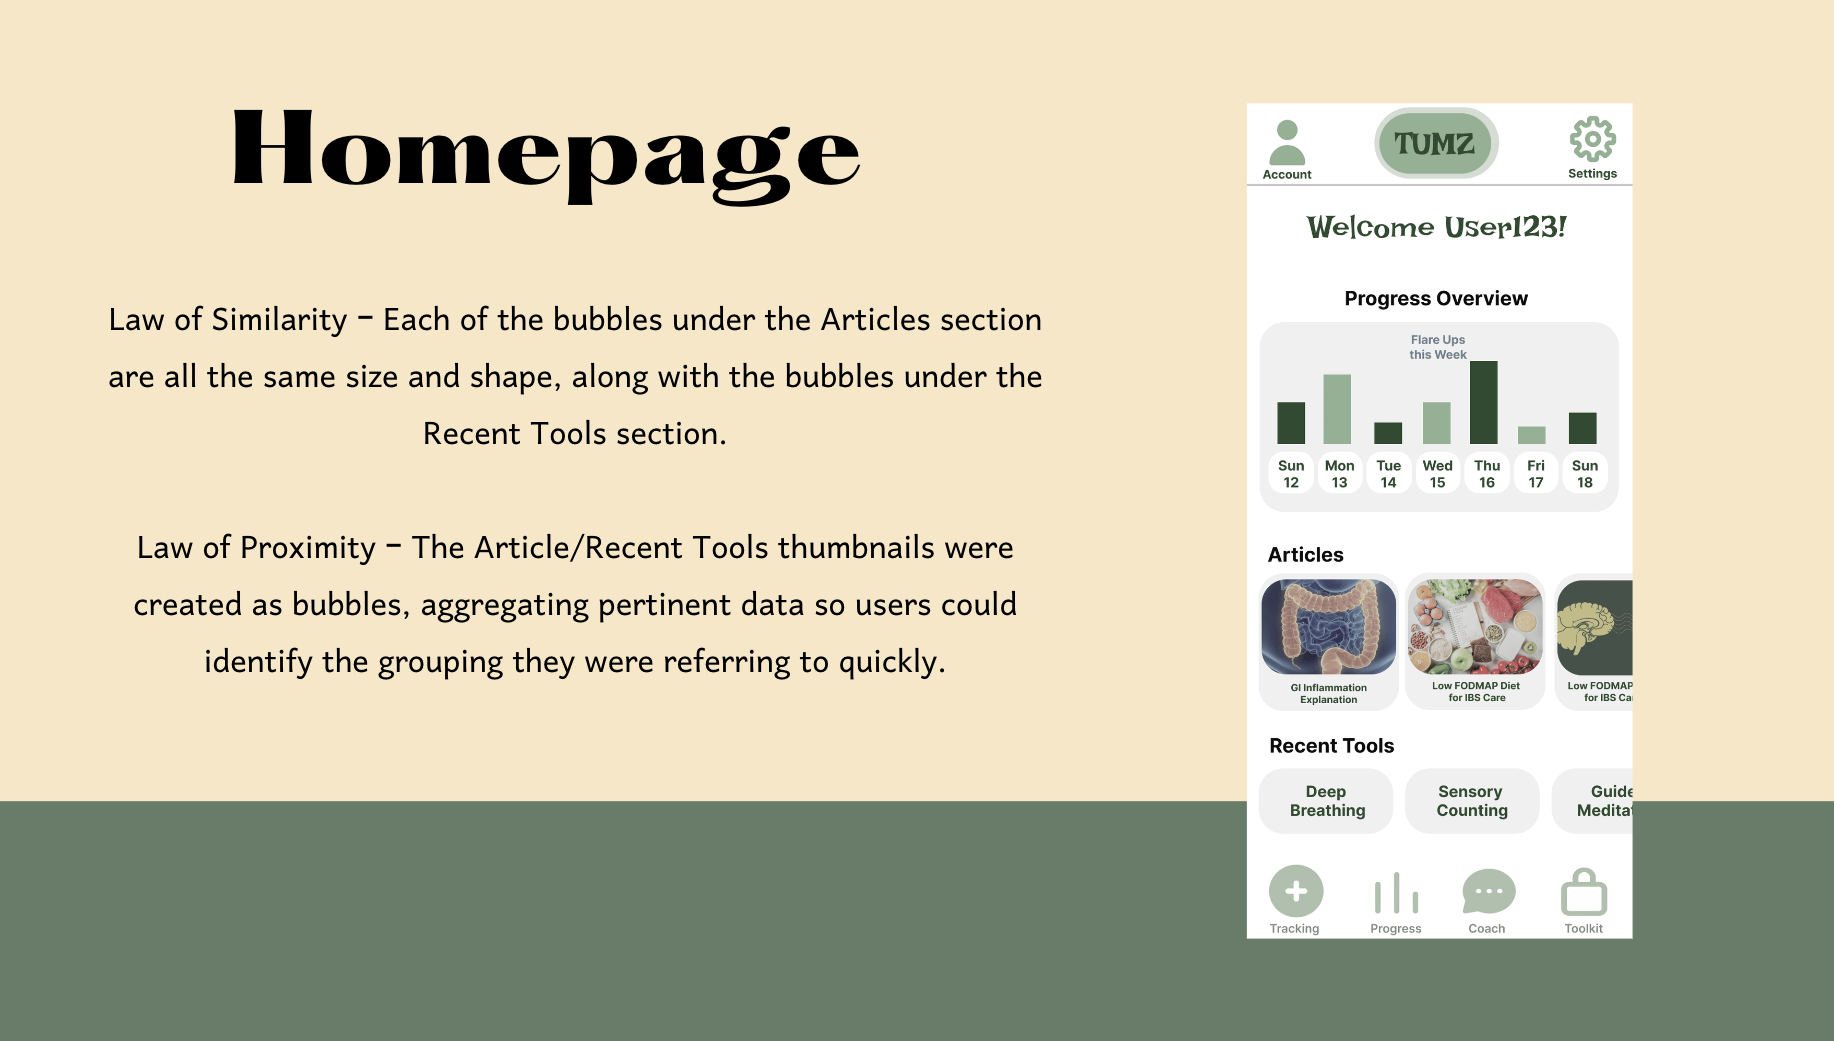 Homepage
Law of Similarity – Each of the bubbles under the Articles section
are all the same size and shape, along with the bubbles under the
Recent Tools section.
Law of Proximity – The Article/Recent Tools thumbnails were
created as bubbles, aggregating pertinent data so users could
identify the grouping they were referring to quickly.
TUMZ
Account
Settings
Welcome User123!
Progress Overview
Flare Ups
this Week
Sun Mon Tue Wed Thu Fri Sun
12 13 14 15 16 17 18
Articles
GI Inflammation
Explanation
Low FODMAP Diet
for IBS Care
Low FODMAP
for IBS Ca
Recent Tools
Deep
Breathing
Sensory
Counting
Guide
Medita
Tracking Progress Coach Toolkit